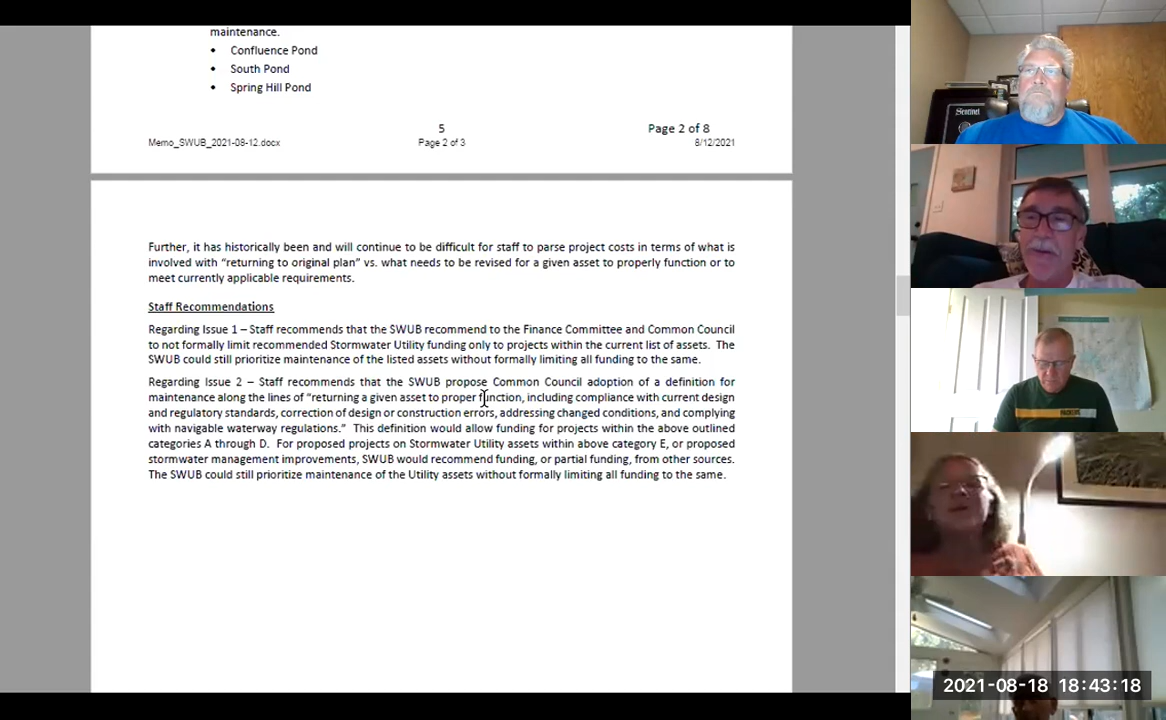 maintenance.
• Confluence Pond
• South Pond
• Spring Hill Pond
5
Page 2 of 8
Memo_SWUB_2021-08-12.docx
Page 2 of 3
8/12/2021
Further, it has historically been and will continue to be difficult for staff to parse project costs in terms of what is
involved with “returning to original plan” vs. what needs to be revised for a given asset to properly function or to
meet currently applicable requirements.
Staff Recommendations
Regarding Issue 1 – Staff recommends that the SWUB recommend to the Finance Committee and Common Council
to not formally limit recommended Stormwater Utility funding only to projects within the current list of assets. The
SWUB could still prioritize maintenance of the listed assets without formally limiting all funding to the same.
Regarding Issue 2 – Staff recommends that the SWUB propose Common Council adoption of a definition for
maintenance along the lines of “returning a given asset to proper function, including compliance with current design
and regulatory standards, correction of design or construction errors, addressing changed conditions, and complying
with navigable waterway regulations.” This definition would allow funding for projects within the above outlined
categories A through D. For proposed projects on Stormwater Utility assets within above category E, or proposed
stormwater management improvements, SWUB would recommend funding, or partial funding, from other sources.
The SWUB could still prioritize maintenance of the Utility assets without formally limiting all funding to the same.
Sentinel
PACKERS
2021-08-18 18:43:18